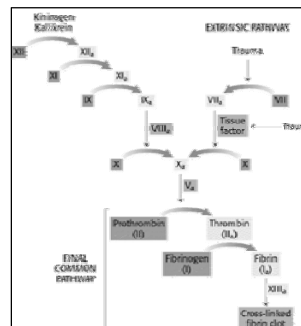 Kininogen
Kallikrein
EXTRINSIC PATHWAY
XII
XIIa
Trauma
XI
XIa
IX
IXa
VIIa
VII
VIIIa
Tissue
factor
Trau
X
Xa
X
Va
Prothrombin
(II)
Thrombin
(IIa)
FINAL
COMMON
PATHWAY
Fibrinogen
(I)
Fibrin
(Ia)
XIIIa
Cross-linked
fibrin clot